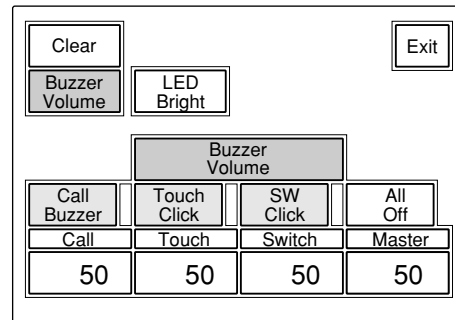 Clear
Exit
Buzzer
Volume
LED
Bright
Buzzer
Volume
Call
Buzzer
Touch
Click
SW
Click
All
Off
Call
Touch
Switch
Master
50
50
50
50